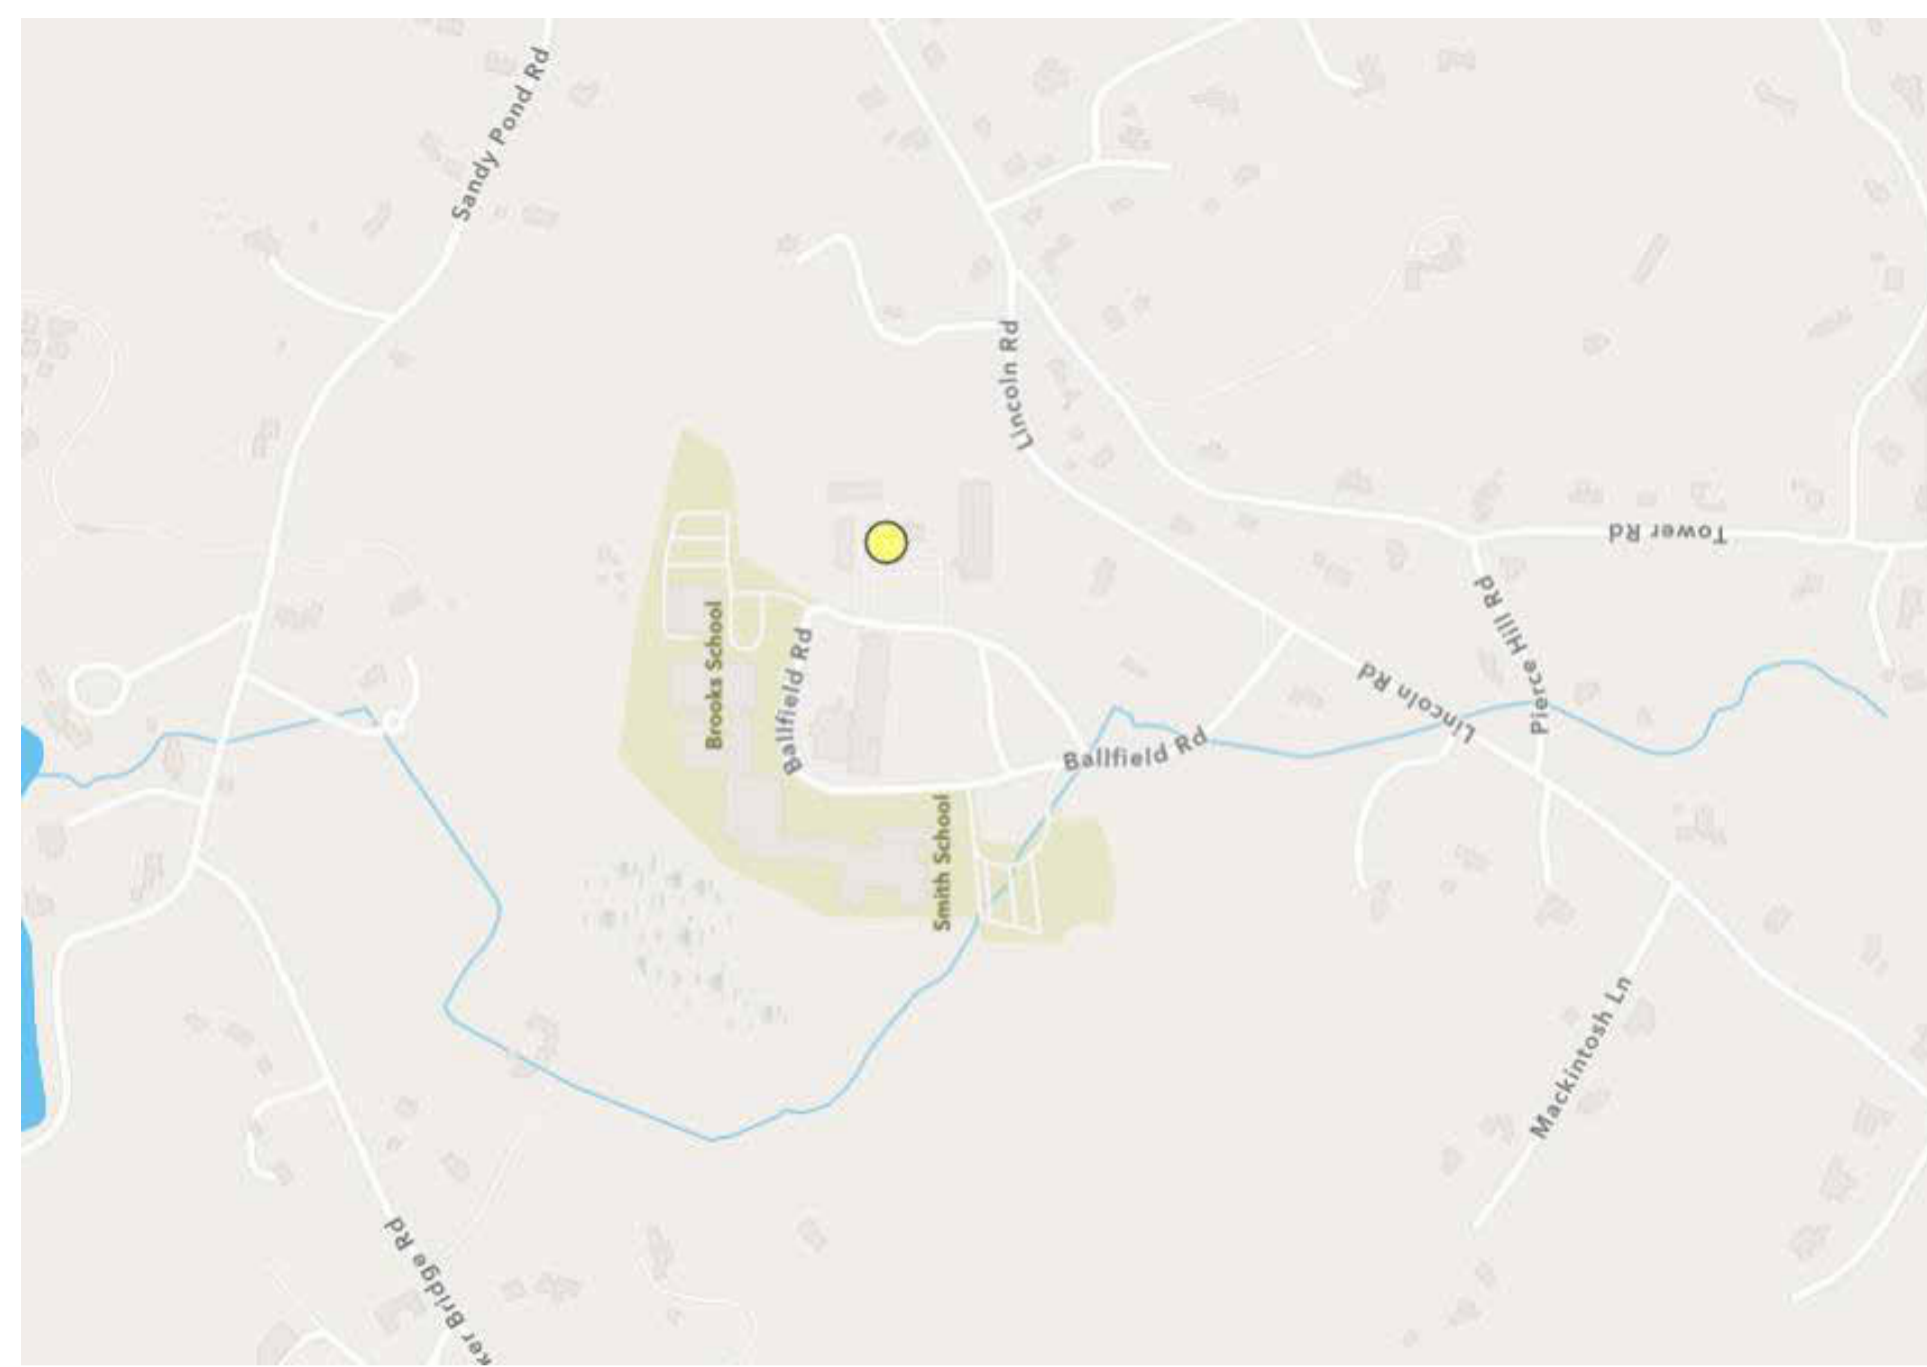 Sandy Pond Rd
Lincoln Rd
Tower Rd
Pierce Hill Rd
Brooks School
Ballfield Rd
Lincoln Rd
Ballfield Rd
Smith School
Mackintosh Ln
ker Bridge Rd